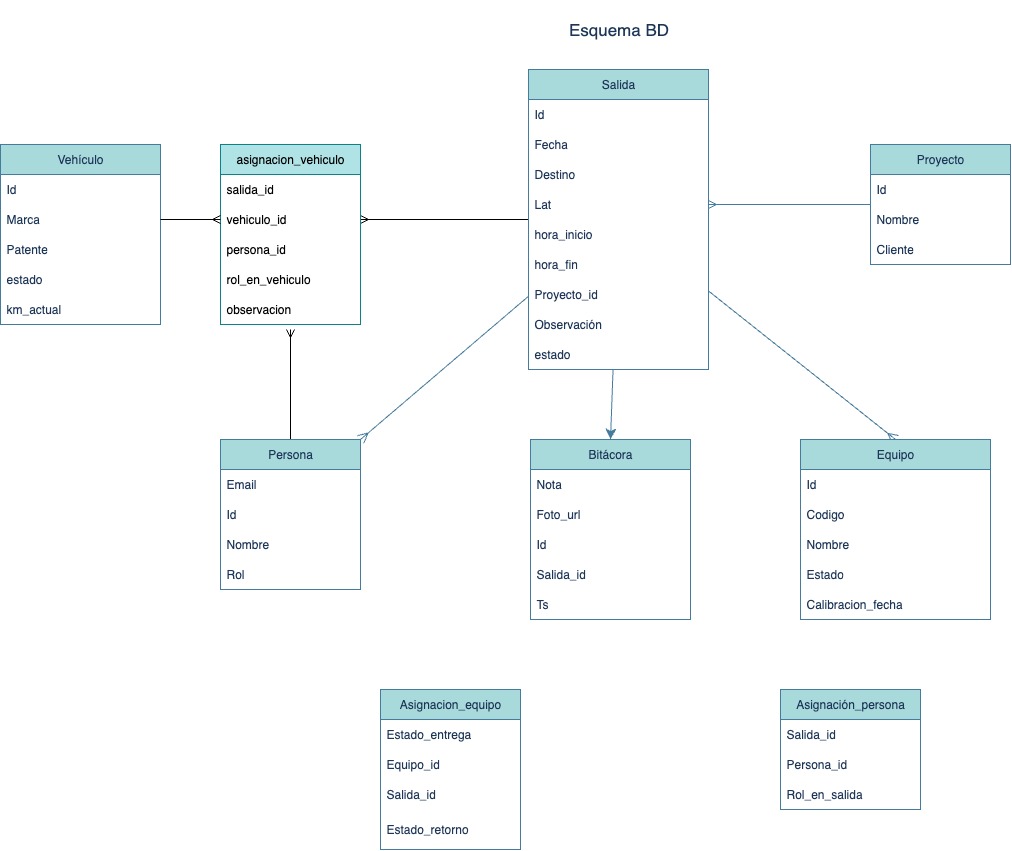 Esquema BD
Salida
Id
Fecha
Destino
Lat
hora_inicio
hora_fin
Proyecto_id
Observación
estado
Vehículo
Id
Marca
Patente
estado
km_actual
asignacion_vehiculo
salida_id
vehiculo_id
persona_id
rol_en_vehiculo
observacion
Proyecto
Id
Nombre
Cliente
Persona
Email
Id
Nombre
Rol
Bitácora
Nota
Foto_url
Id
Salida_id
Ts
Equipo
Id
Codigo
Nombre
Estado
Calibracion_fecha
Asignacion_equipo
Estado_entrega
Equipo_id
Salida_id
Estado_retorno
Asignación_persona
Salida_id
Persona_id
Rol_en_salida